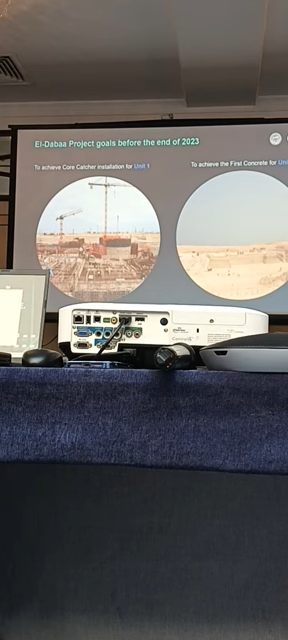 El-Dabaa Project goals before the end of 2023
To achieve Core Catcher installation for Unit 1
To achieve the First Concrete for